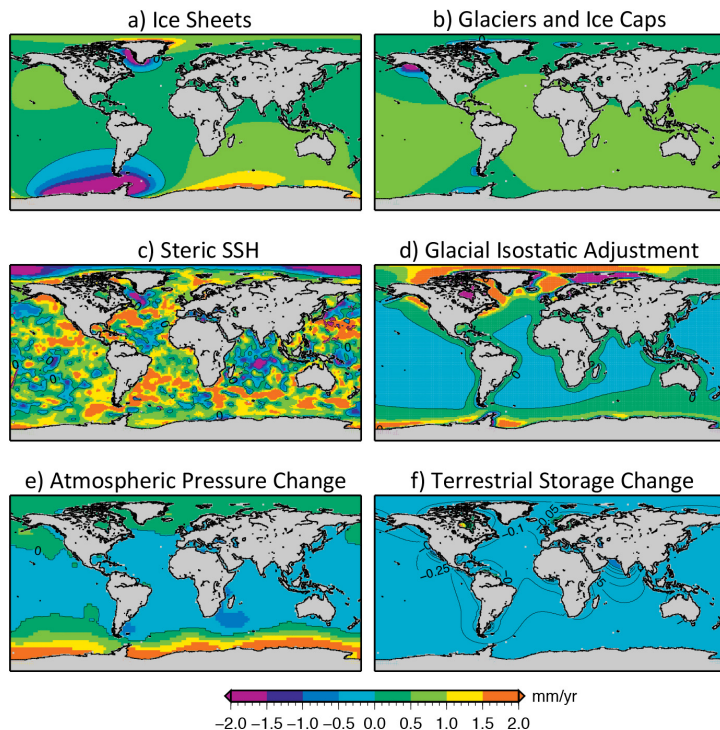 a) Ice Sheets
b) Glaciers and Ice Caps
c) Steric SSH
d) Glacial Isostatic Adjustment
e) Atmospheric Pressure Change
f) Terrestrial Storage Change
0
−0.1
−0.05
−0.25
mm/yr
−2.0 −1.5 −1.0 −0.5 0.0 0.5 1.0 1.5 2.0